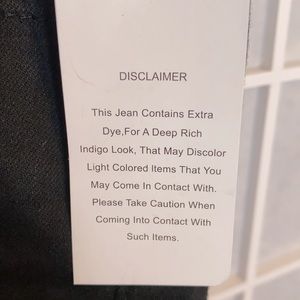 DISCLAIMER
This Jean Contains Extra
Dye,For A Deep Rich
Indigo Look, That May Discolor
Light Colored Items That You
May Come In Contact With.
Please Take Caution When
Coming Into Contact With
Such Items.